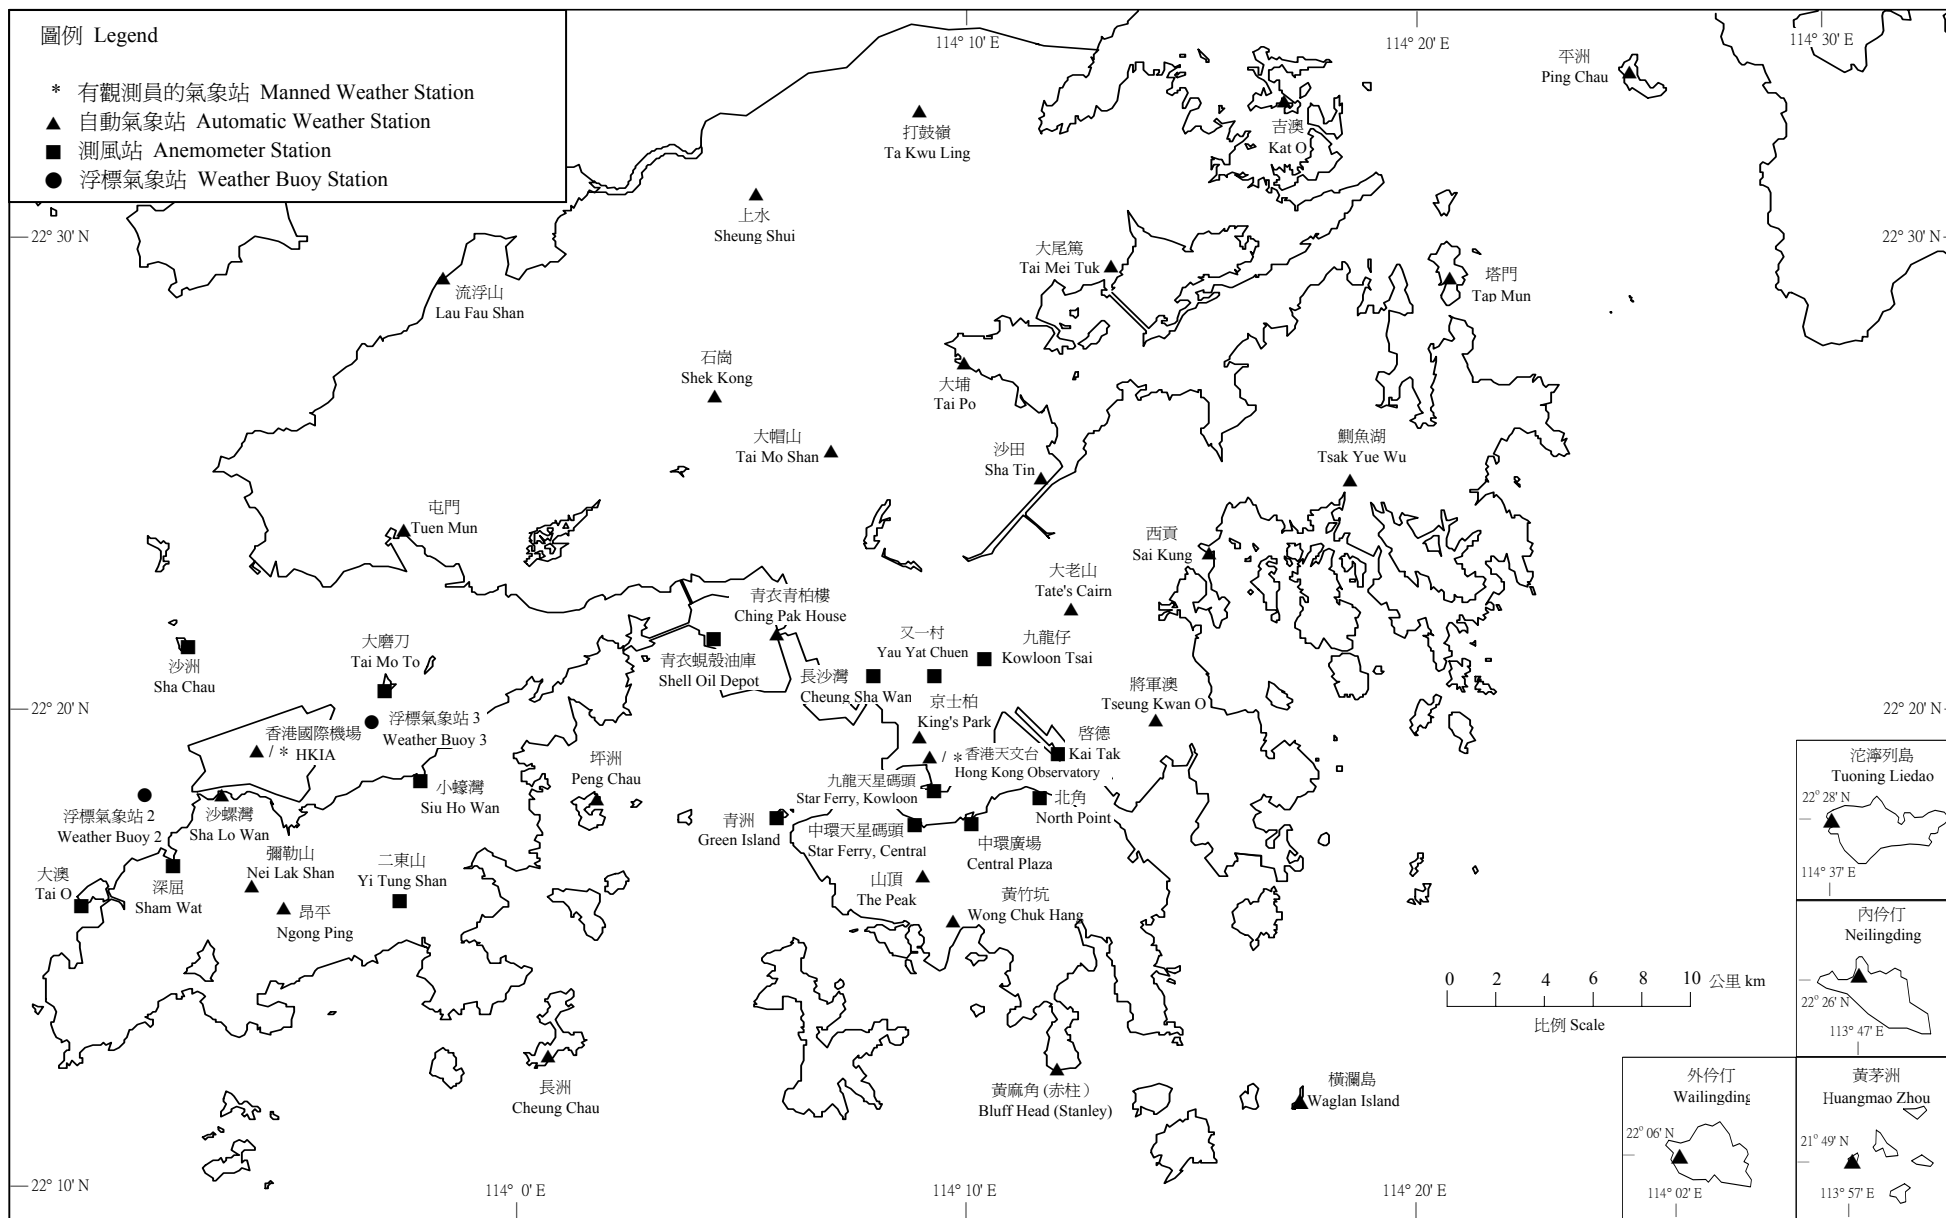 圖例 Legend
* 有觀測員的氣象站 Manned Weather Station
▲ 自動氣象站 Automatic Weather Station
■ 測風站 Anemometer Station
● 浮標氣象站 Weather Buoy Station
114° 10' E
114° 20' E
114° 30' E
平洲
Ping Chau
打鼓嶺
Ta Kwu Ling
吉澳
Kat O
上水
Sheung Shui
22° 30' N
22° 30' N
大尾篤
Tai Mei Tuk
塔門
Tap Mun
流浮山
Lau Fau Shan
石崗
Shek Kong
大埔
Tai Po
大帽山
Tai Mo Shan
沙田
Sha Tin
鰂魚湖
Tsak Yue Wu
屯門
Tuen Mun
西貢
Sai Kung
大老山
Tate's Cairn
青衣青柏樓
Ching Pak House
沙洲
Sha Chau
大磨刀
Tai Mo To
青衣蜆殼油庫
Shell Oil Depot
又一村
Yau Yat Chuen
九龍仔
Kowloon Tsai
長沙灣
Cheung Sha Wan
京士柏
King's Park
將軍澳
Tseung Kwan O
22° 20' N
22° 20' N
浮標氣象站 3
Weather Buoy 3
香港國際機場
/ * HKIA
坪洲
Peng Chau
啓德
Kai Tak
/ * 香港天文台
Hong Kong Observatory
九龍天星碼頭
Star Ferry, Kowloon
小蠔灣
Siu Ho Wan
北角
North Point
浮標氣象站 2
Weather Buoy 2
沙螺灣
Sha Lo Wan
青洲
Green Island
中環天星碼頭
Star Ferry, Central
中環廣場
Central Plaza
彌勒山
Nei Lak Shan
二東山
Yi Tung Shan
大澳
Tai O
深屈
Sham Wat
昂平
Ngong Ping
山頂
The Peak
黃竹坑
Wong Chuk Hang
長洲
Cheung Chau
黃麻角 (赤柱)
Bluff Head (Stanley)
橫瀾島
Waglan Island
0 2 4 6 8 10 公里 km
比例 Scale
沱濘列島
Tuoning Liedao
22° 28' N
114° 37' E
內伶仃
Neilingding
22° 26' N
113° 47' E
外伶仃
Wailingding
22° 06' N
114° 02' E
黃茅洲
Huangmao Zhou
21° 49' N
113° 57' E
22° 10' N
114° 0' E
114° 10' E
114° 20' E